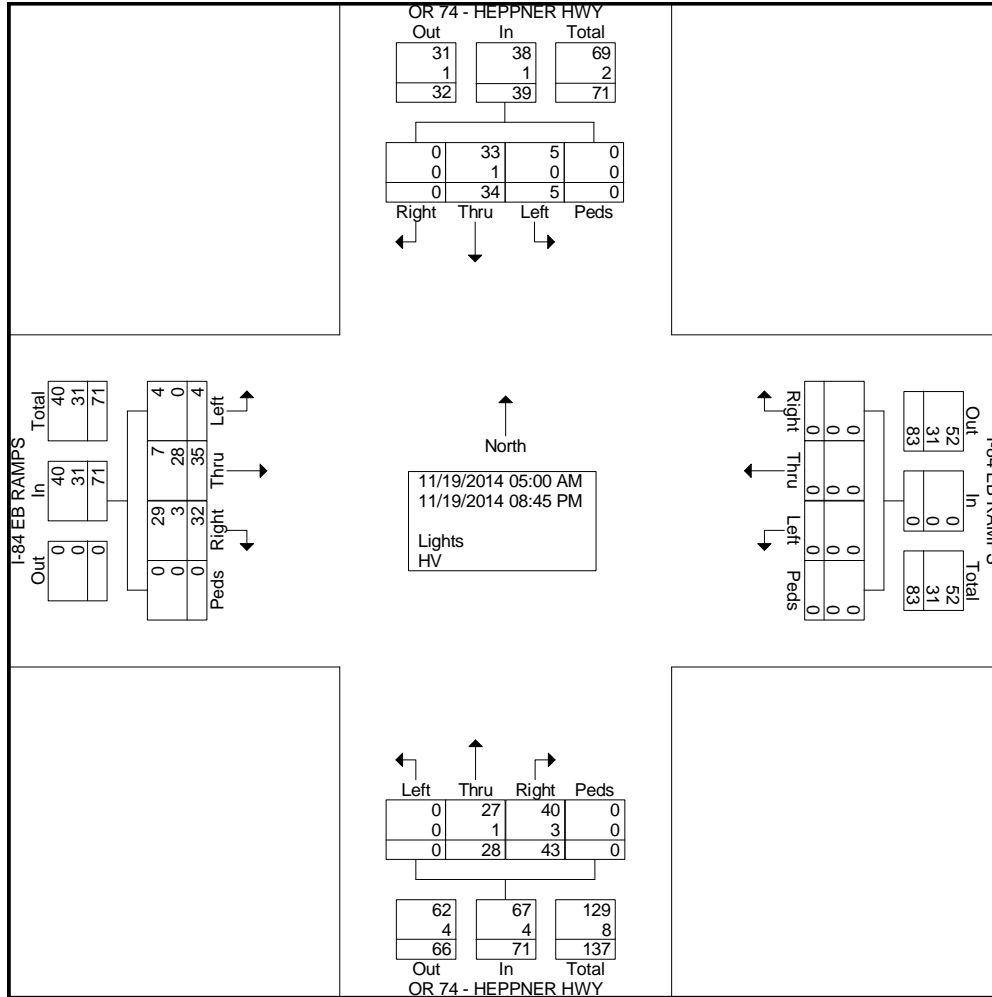 OR 74 - HEPPNER HWY
Out In Total
31 38 69
1 1 2
32 39 71
0 33 5 0
0 1 0 0
0 34 5 0
Right Thru Left Peds
I-84 EB RAMPS
Total In Out
40 40 0
31 31 0
71 71 0
4 7 29 0
0 28 3 0
4 35 32 0
Left Thru Right Peds
North
11/19/2014 05:00 AM
11/19/2014 08:45 PM
Lights
HV
Right Thru Left Peds
0 0 0 0
0 0 0 0
0 0 0 0
Out In Total
52 0 52
31 0 31
83 0 83
I-84 EB RAMPS
Left Thru Right Peds
0 27 40 0
0 1 3 0
0 28 43 0
62 67 129
4 4 8
66 71 137
Out In Total
OR 74 - HEPPNER HWY